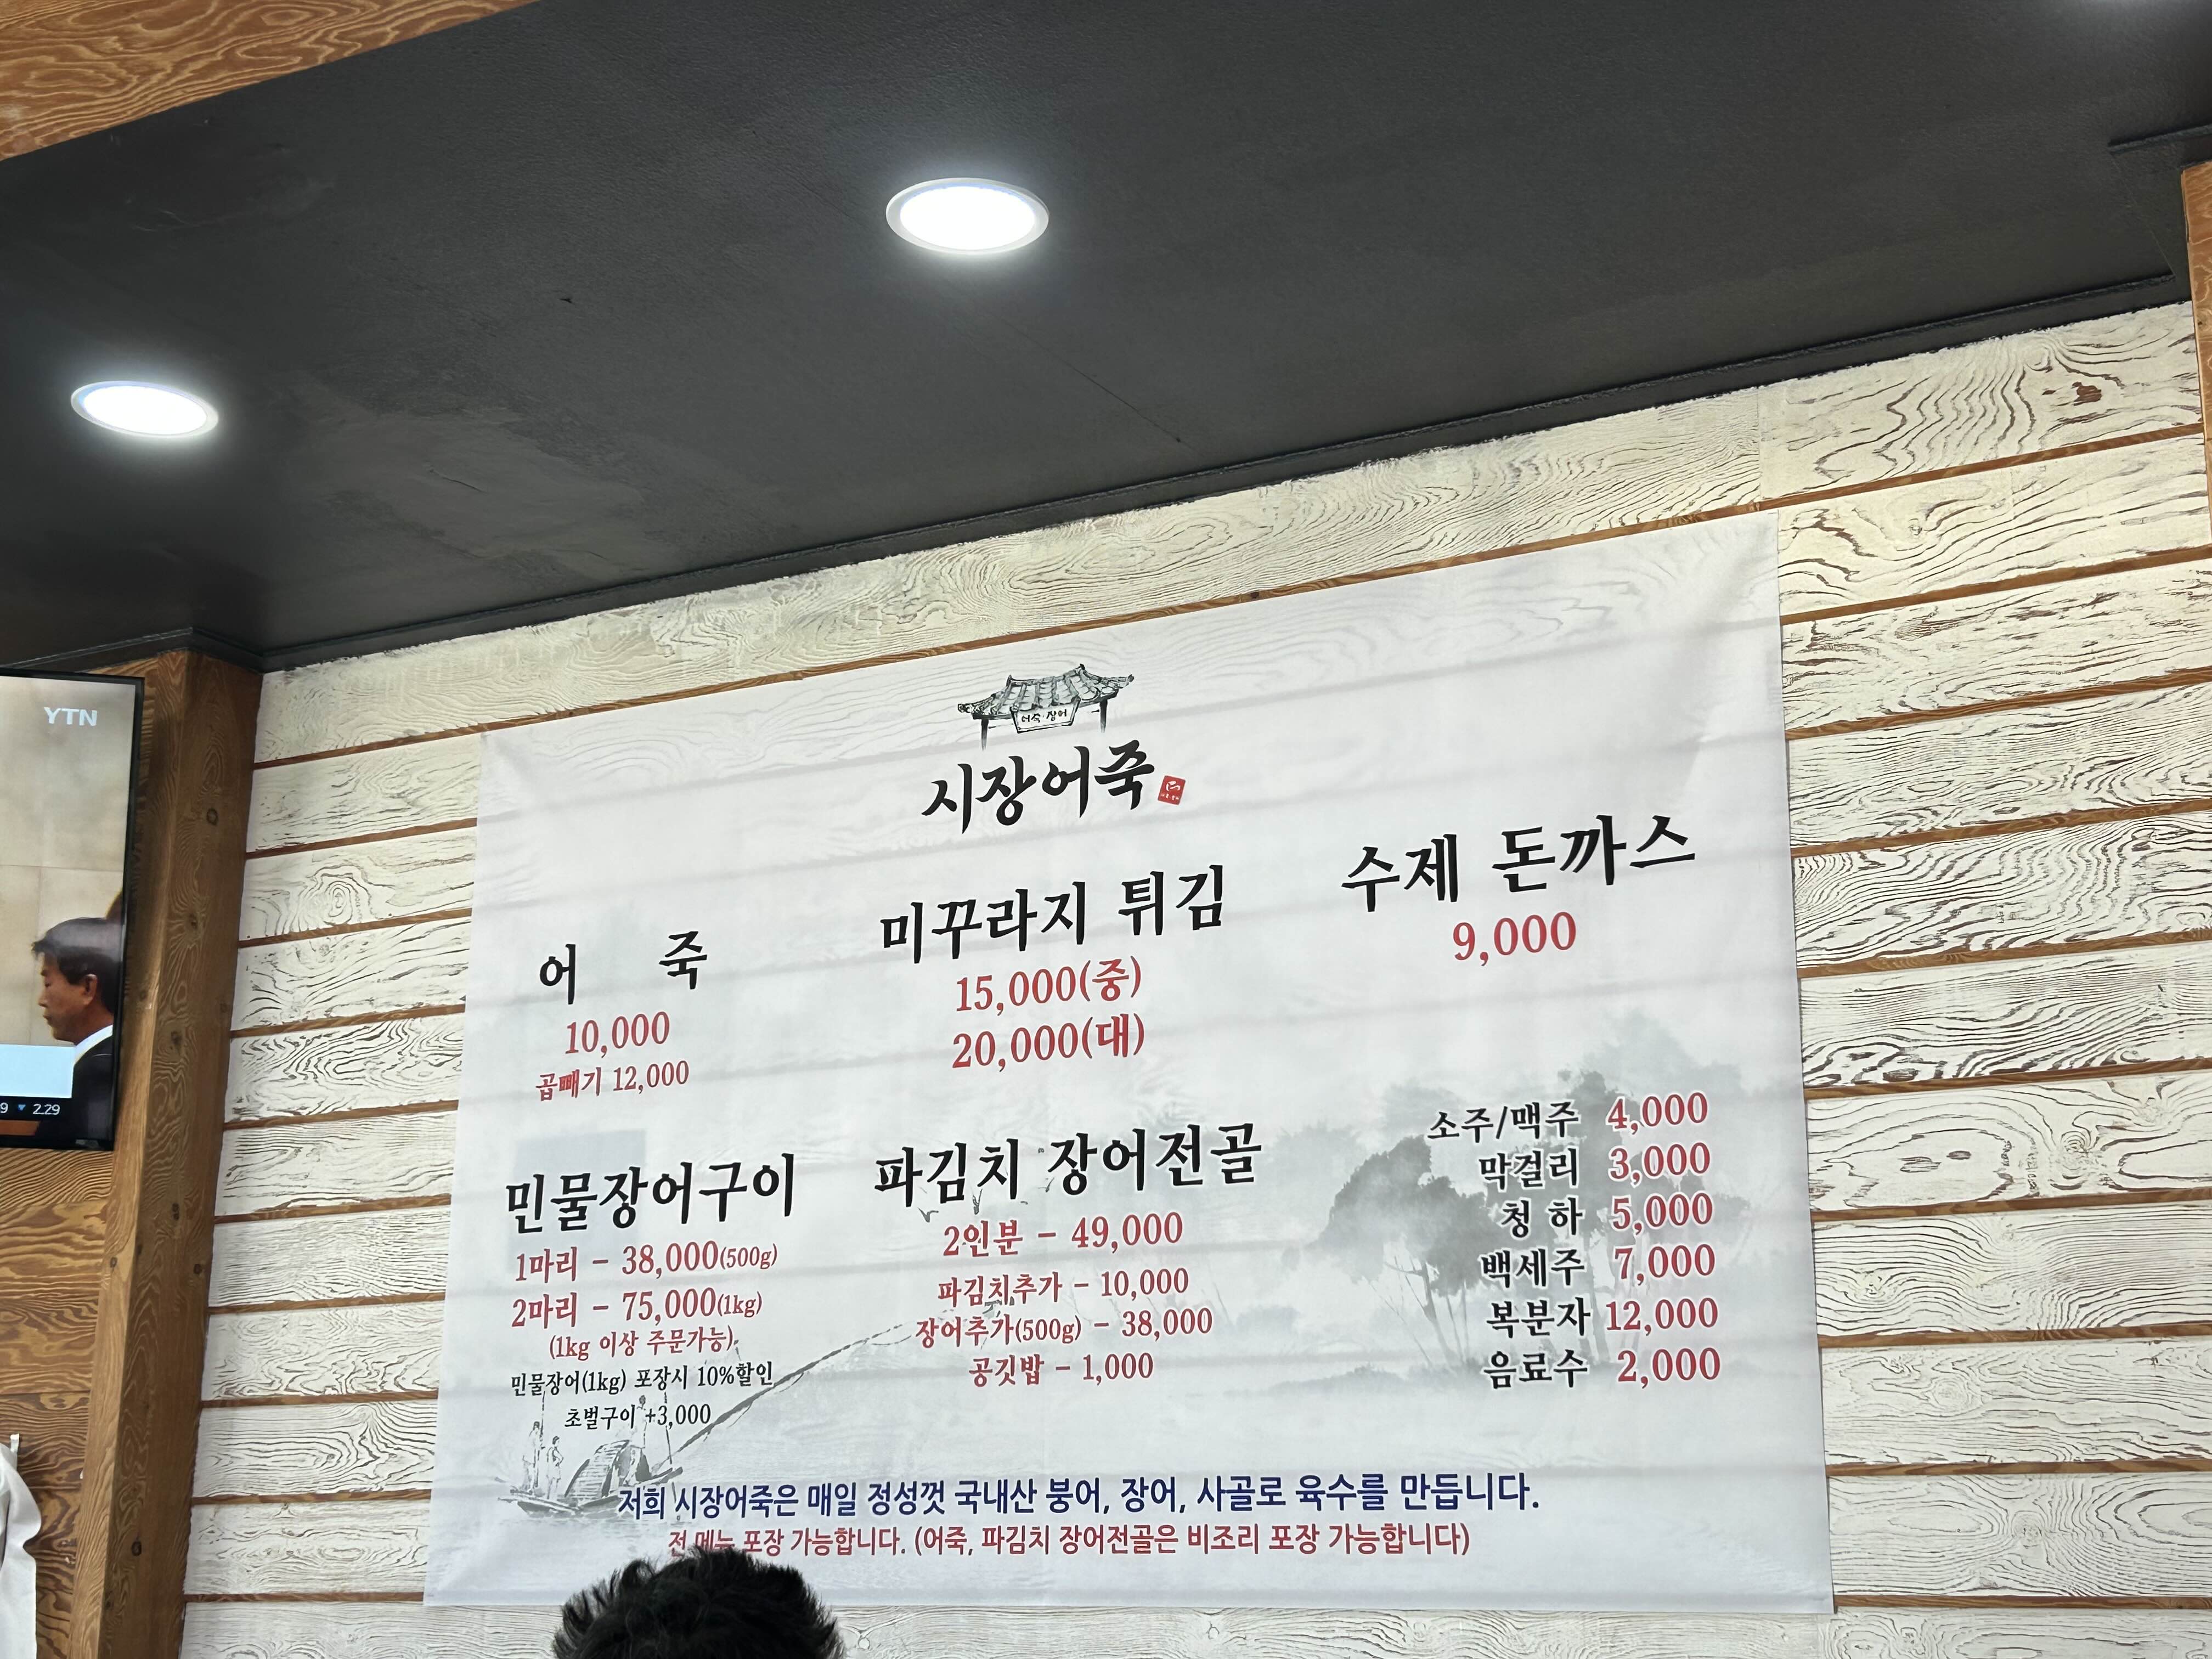 YTN
9 ▼ 2.29
어죽 장어
시장어죽
어 죽
10,000
곱빼기 12,000
미꾸라지 튀김
15,000(중)
20,000(대)
수제 돈까스
9,000
민물장어구이
1마리 - 38,000(500g)
2마리 - 75,000(1kg)
(1kg 이상 주문가능)
민물장어(1kg) 포장시 10%할인
초벌구이 +3,000
파김치 장어전골
2인분 - 49,000
파김치추가 - 10,000
장어추가(500g) - 38,000
공깃밥 - 1,000
소주/맥주 4,000
막걸리 3,000
청 하 5,000
백세주 7,000
복분자 12,000
음료수 2,000
저희 시장어죽은 매일 정성껏 국내산 붕어, 장어, 사골로 육수를 만듭니다.
전 메뉴 포장 가능합니다. (어죽, 파김치 장어전골은 비조리 포장 가능합니다)